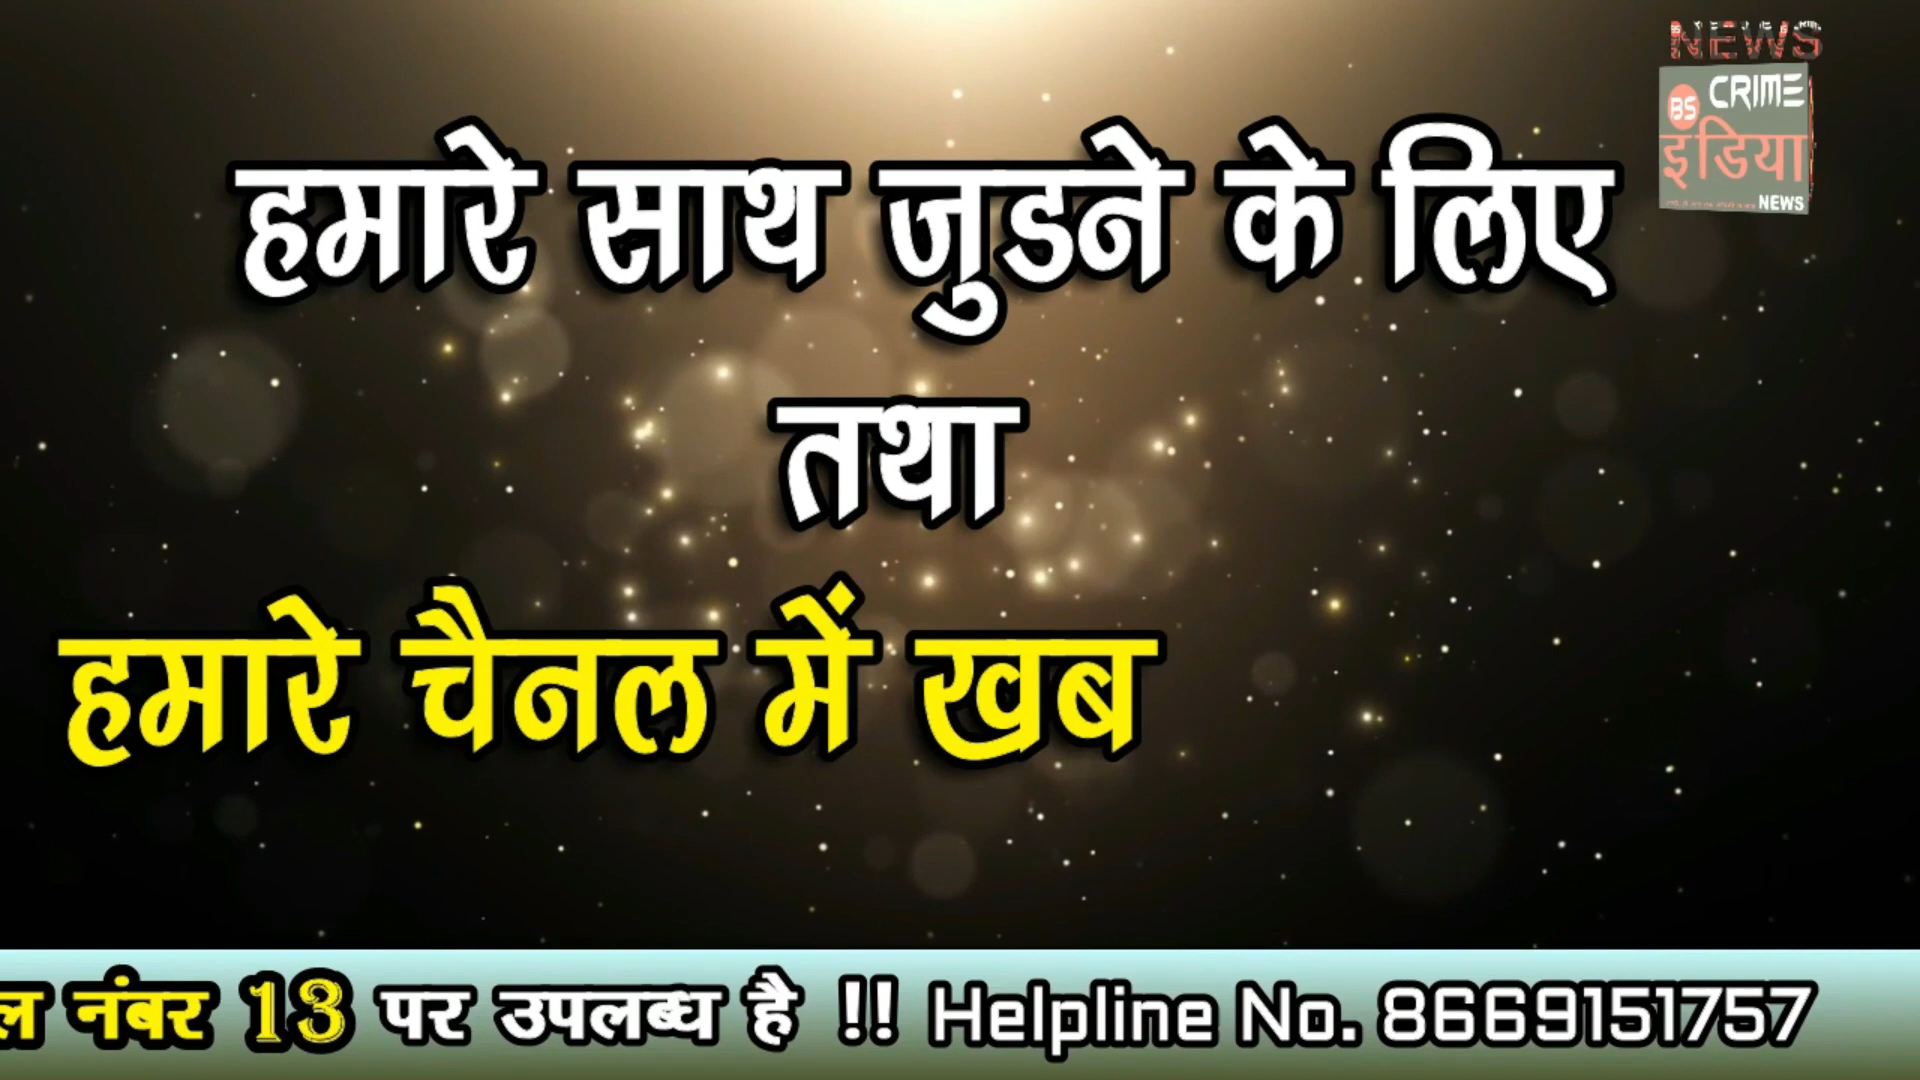 NEWS
BS CRIME
इंडिया
NEWS
हमारे साथ जुडने के लिए
तथा
हमारे चैनल में खब
ल नंबर 13 पर उपलब्ध है !! Helpline No. 8669151757